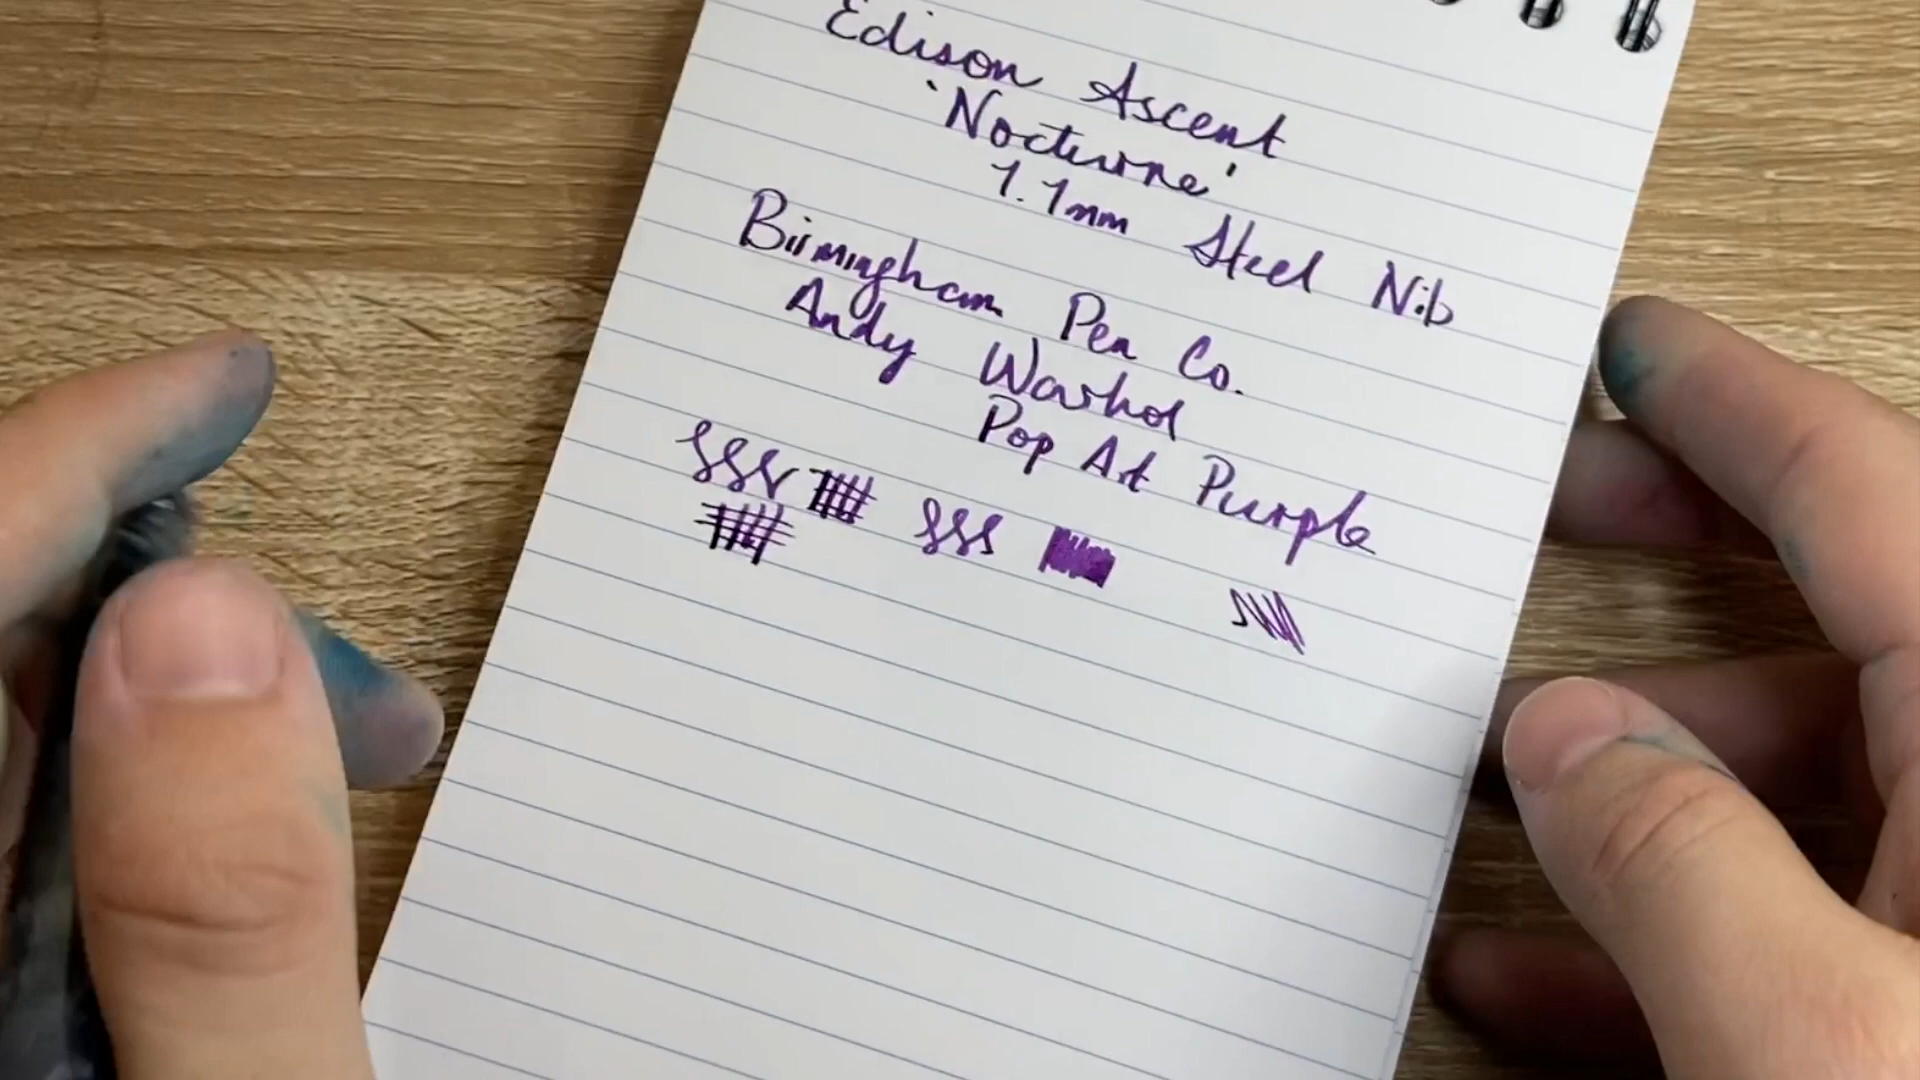 Edison Ascent
'Nocturne'
1.1mm Steel Nib
Birmingham Pen Co.
Andy Warhol
Pop Art Purple